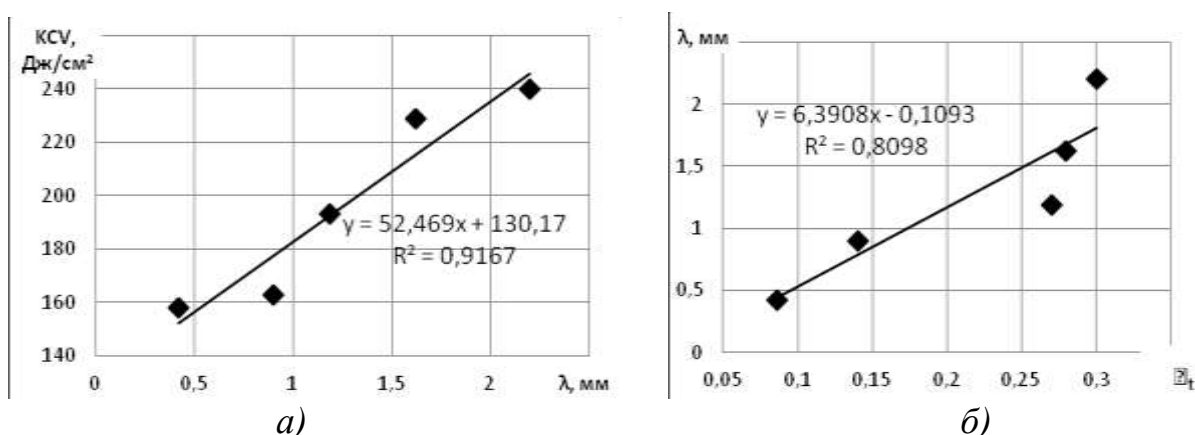 KCV,
Дж/см²
240
220
200
180
160
140
0 0,5 1 1,5 2 λ, мм
y = 52,469x + 130,17
R² = 0,9167
а)
λ, мм
2
1,5
1
0,5
0
0,05 0,1 0,15 0,2 0,25 0,3 t
y = 6,3908x - 0,1093
R² = 0,8098
б)